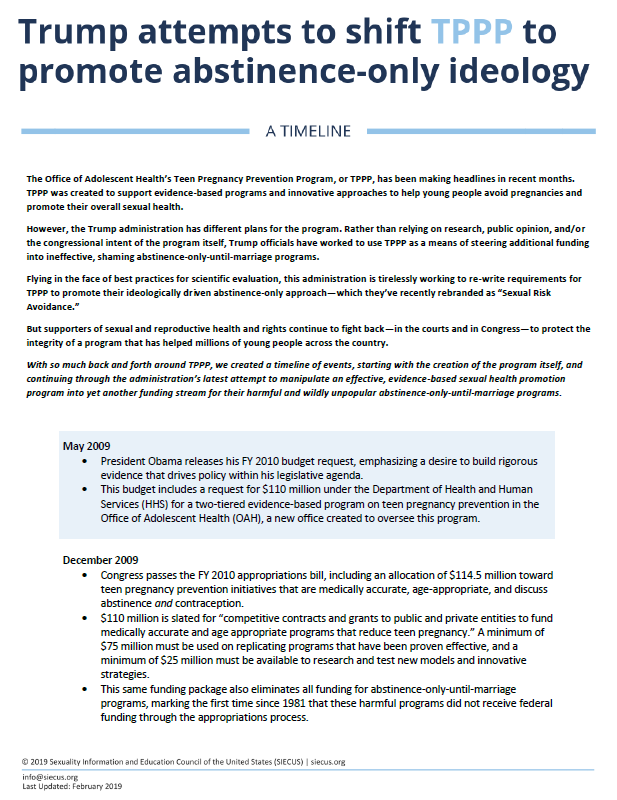 Trump attempts to shift TPPP to
promote abstinence-only ideology
A TIMELINE
The Office of Adolescent Health's Teen Pregnancy Prevention Program, or TPPP, has been making headlines in recent months.
TPPP was created to support evidence-based programs and innovative approaches to help young people avoid pregnancies and
promote their overall sexual health.
However, the Trump administration has different plans for the program. Rather than relying on research, public opinion, and/or
the congressional intent of the program itself, Trump officials have worked to use TPPP as a means of steering additional funding
into ineffective, shaming abstinence-only-until-marriage programs.
Flying in the face of best practices for scientific evaluation, this administration is tirelessly working to re-write requirements for
TPPP to promote their ideologically driven abstinence-only approach—which they've recently rebranded as “Sexual Risk
Avoidance.”
But supporters of sexual and reproductive health and rights continue to fight back—in the courts and in Congress—to protect the
integrity of a program that has helped millions of young people across the country.
With so much back and forth around TPPP, we created a timeline of events, starting with the creation of the program itself, and
continuing through the administration's latest attempt to manipulate an effective, evidence-based sexual health promotion
program into yet another funding stream for their harmful and wildly unpopular abstinence-only-until-marriage programs.
May 2009
• President Obama releases his FY 2010 budget request, emphasizing a desire to build rigorous
evidence that drives policy within his legislative agenda.
• This budget includes a request for $110 million under the Department of Health and Human
Services (HHS) for a two-tiered evidence-based program on teen pregnancy prevention in the
Office of Adolescent Health (OAH), a new office created to oversee this program.
December 2009
• Congress passes the FY 2010 appropriations bill, including an allocation of $114.5 million toward
teen pregnancy prevention initiatives that are medically accurate, age-appropriate, and discuss
abstinence and contraception.
• $110 million is slated for “competitive contracts and grants to public and private entities to fund
medically accurate and age appropriate programs that reduce teen pregnancy.” A minimum of
$75 million must be used on replicating programs that have been proven effective, and a
minimum of $25 million must be available to research and test new models and innovative
strategies.
• This same funding package also eliminates all funding for abstinence-only-until-marriage
programs, marking the first time since 1981 that these harmful programs did not receive federal
funding through the appropriations process.
© 2019 Sexuality Information and Education Council of the United States (SIECUS) | siecus.org
info@siecus.org
Last Updated: February 2019